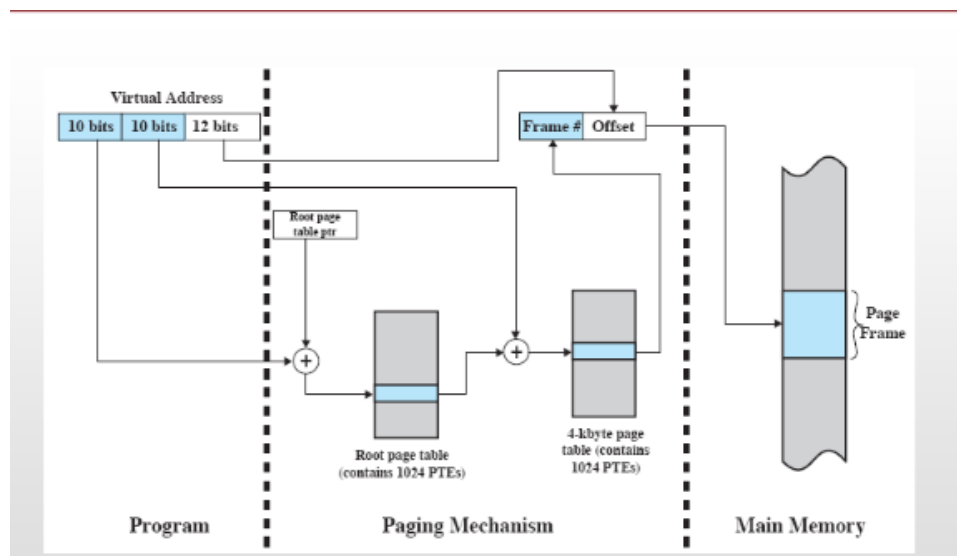 Virtual Address
10 bits 10 bits 12 bits
Frame # Offset
Root page
table ptr
+
+
Page
Frame
Root page table
(contains 1024 PTEs)
4-kbyte page
table (contains
1024 PTEs)
Program
Paging Mechanism
Main Memory